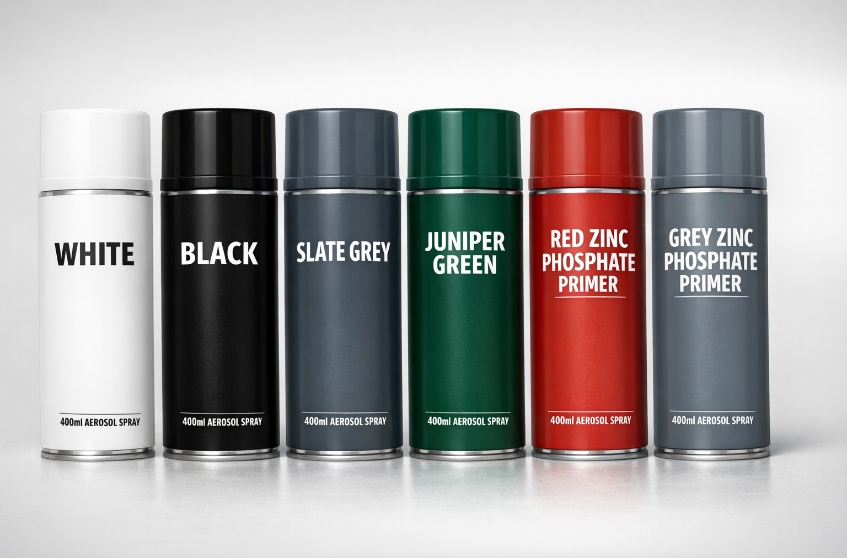 WHITE
400ml AEROSOL SPRAY
BLACK
400ml AEROSOL SPRAY
SLATE GREY
400ml AEROSOL SPRAY
JUNIPER
GREEN
400ml AEROSOL SPRAY
RED ZINC
PHOSPHATE
PRIMER
400ml AEROSOL SPRAY
GREY ZINC
PHOSPHATE
PRIMER
400ml AEROSOL SPRAY